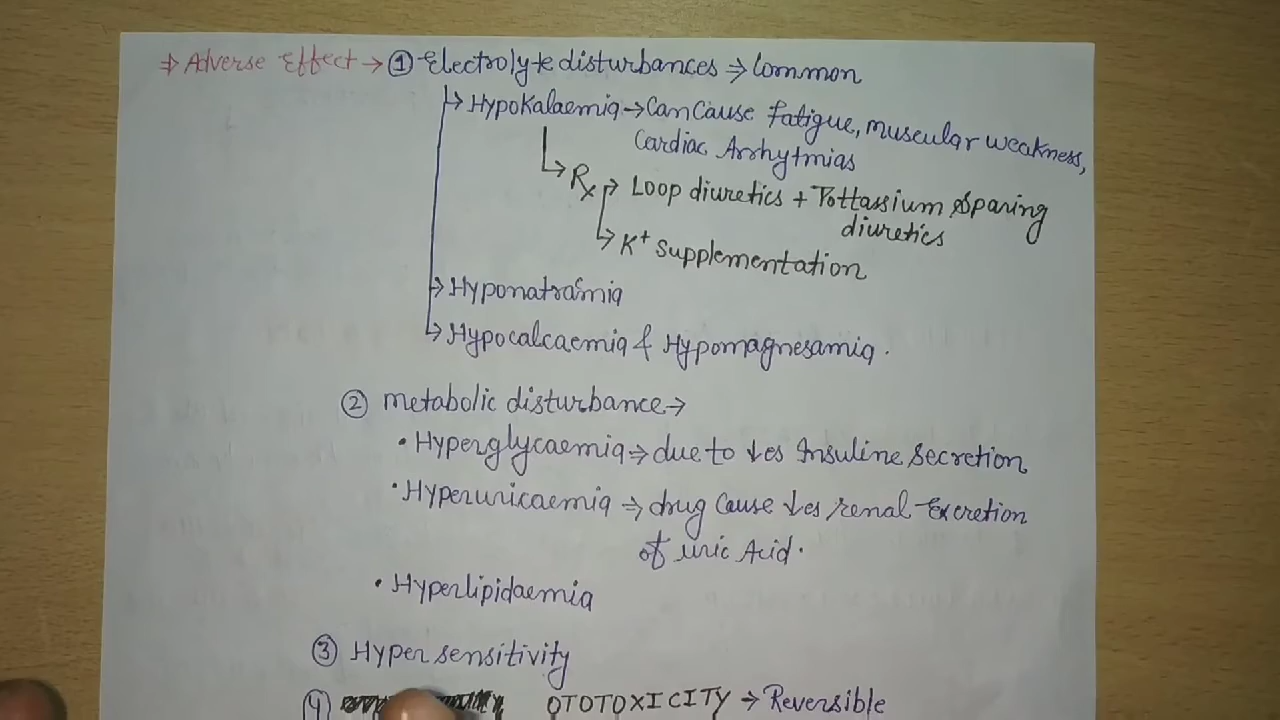 ⇒ Adverse Effect → ① Electrolyte disturbances ⇒ Common
↳ Hypokalaemia → Can Cause Fatigue, muscular weakness,
Cardiac Arrhytmias
↳ Rx → Loop diuretics + Pottassium Sparing
diuretics
↳ K+ Supplementation
↳ Hyponatramia
↳ Hypocalcaemia & Hypomagnesamia.
② metabolic disturbance →
• Hyperglycaemia ⇒ due to ↓es Insuline Secretion
• Hyperuricaemia ⇒ drug Cause ↓es renal Excretion
of uric Acid.
• Hyperlipidaemia
③ Hyper sensitivity
④ OTOTOXICITY → Reversible